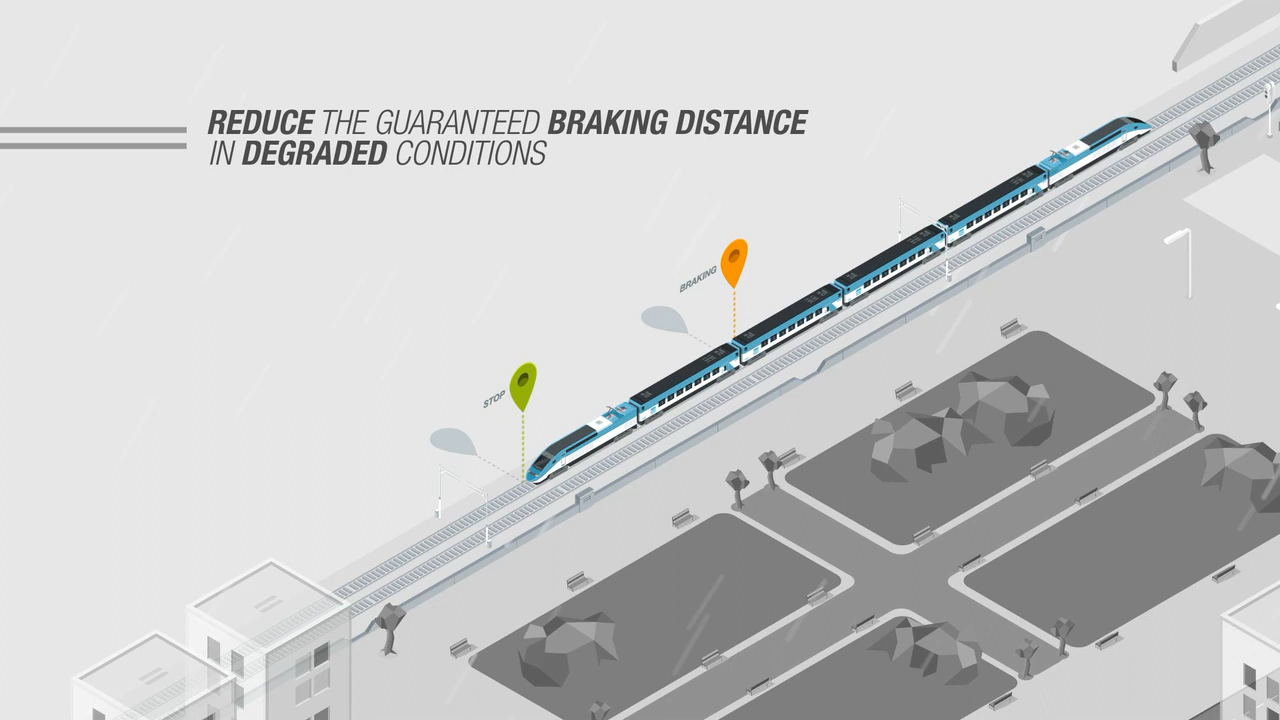 REDUCE THE GUARANTEED BRAKING DISTANCE
IN DEGRADED CONDITIONS
BRAKING
STOP